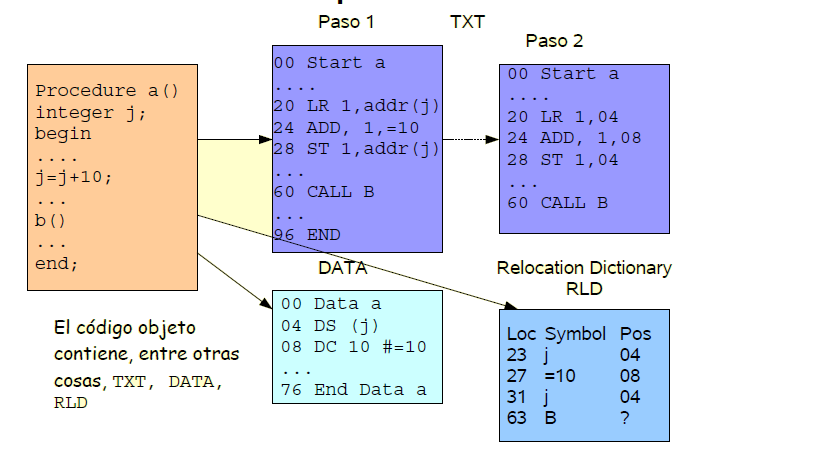 Paso 1
TXT
Paso 2
Procedure a()
integer j;
begin
....
j=j+10;
...
b()
...
end;
00 Start a
....
20 LR 1,addr(j)
24 ADD, 1,=10
28 ST 1,addr(j)
...
60 CALL B
...
96 END
00 Start a
....
20 LR 1,04
24 ADD, 1,08
28 ST 1,04
...
60 CALL B
DATA
00 Data a
04 DS (j)
08 DC 10 #=10
...
76 End Data a
Relocation Dictionary
RLD
Loc Symbol Pos
23 j 04
27 =10 08
31 j 04
63 B ?
El código objeto
contiene, entre otras
cosas, TXT, DATA,
RLD